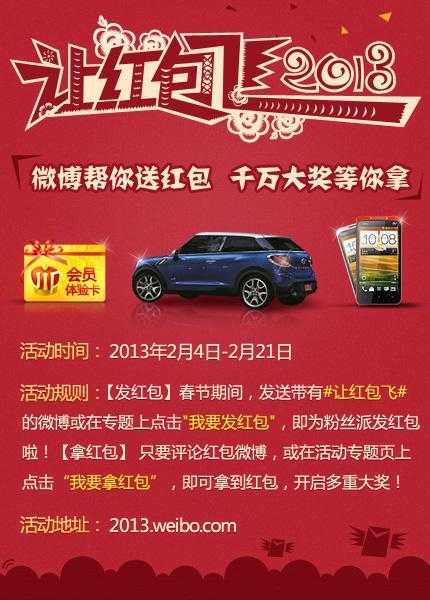 让红包飞2013
微博帮你送红包 千万大奖等你拿
会员
体验卡
活动时间： 2013年2月4日-2月21日
活动规则：【发红包】春节期间，发送带有#让红包飞#
的微博或在专题上点击"我要发红包"，即为粉丝派发红包
啦！【拿红包】 只要评论红包微博，或在活动专题页上
点击“我要拿红包”，即可拿到红包，开启多重大奖！
活动地址： 2013.weibo.com